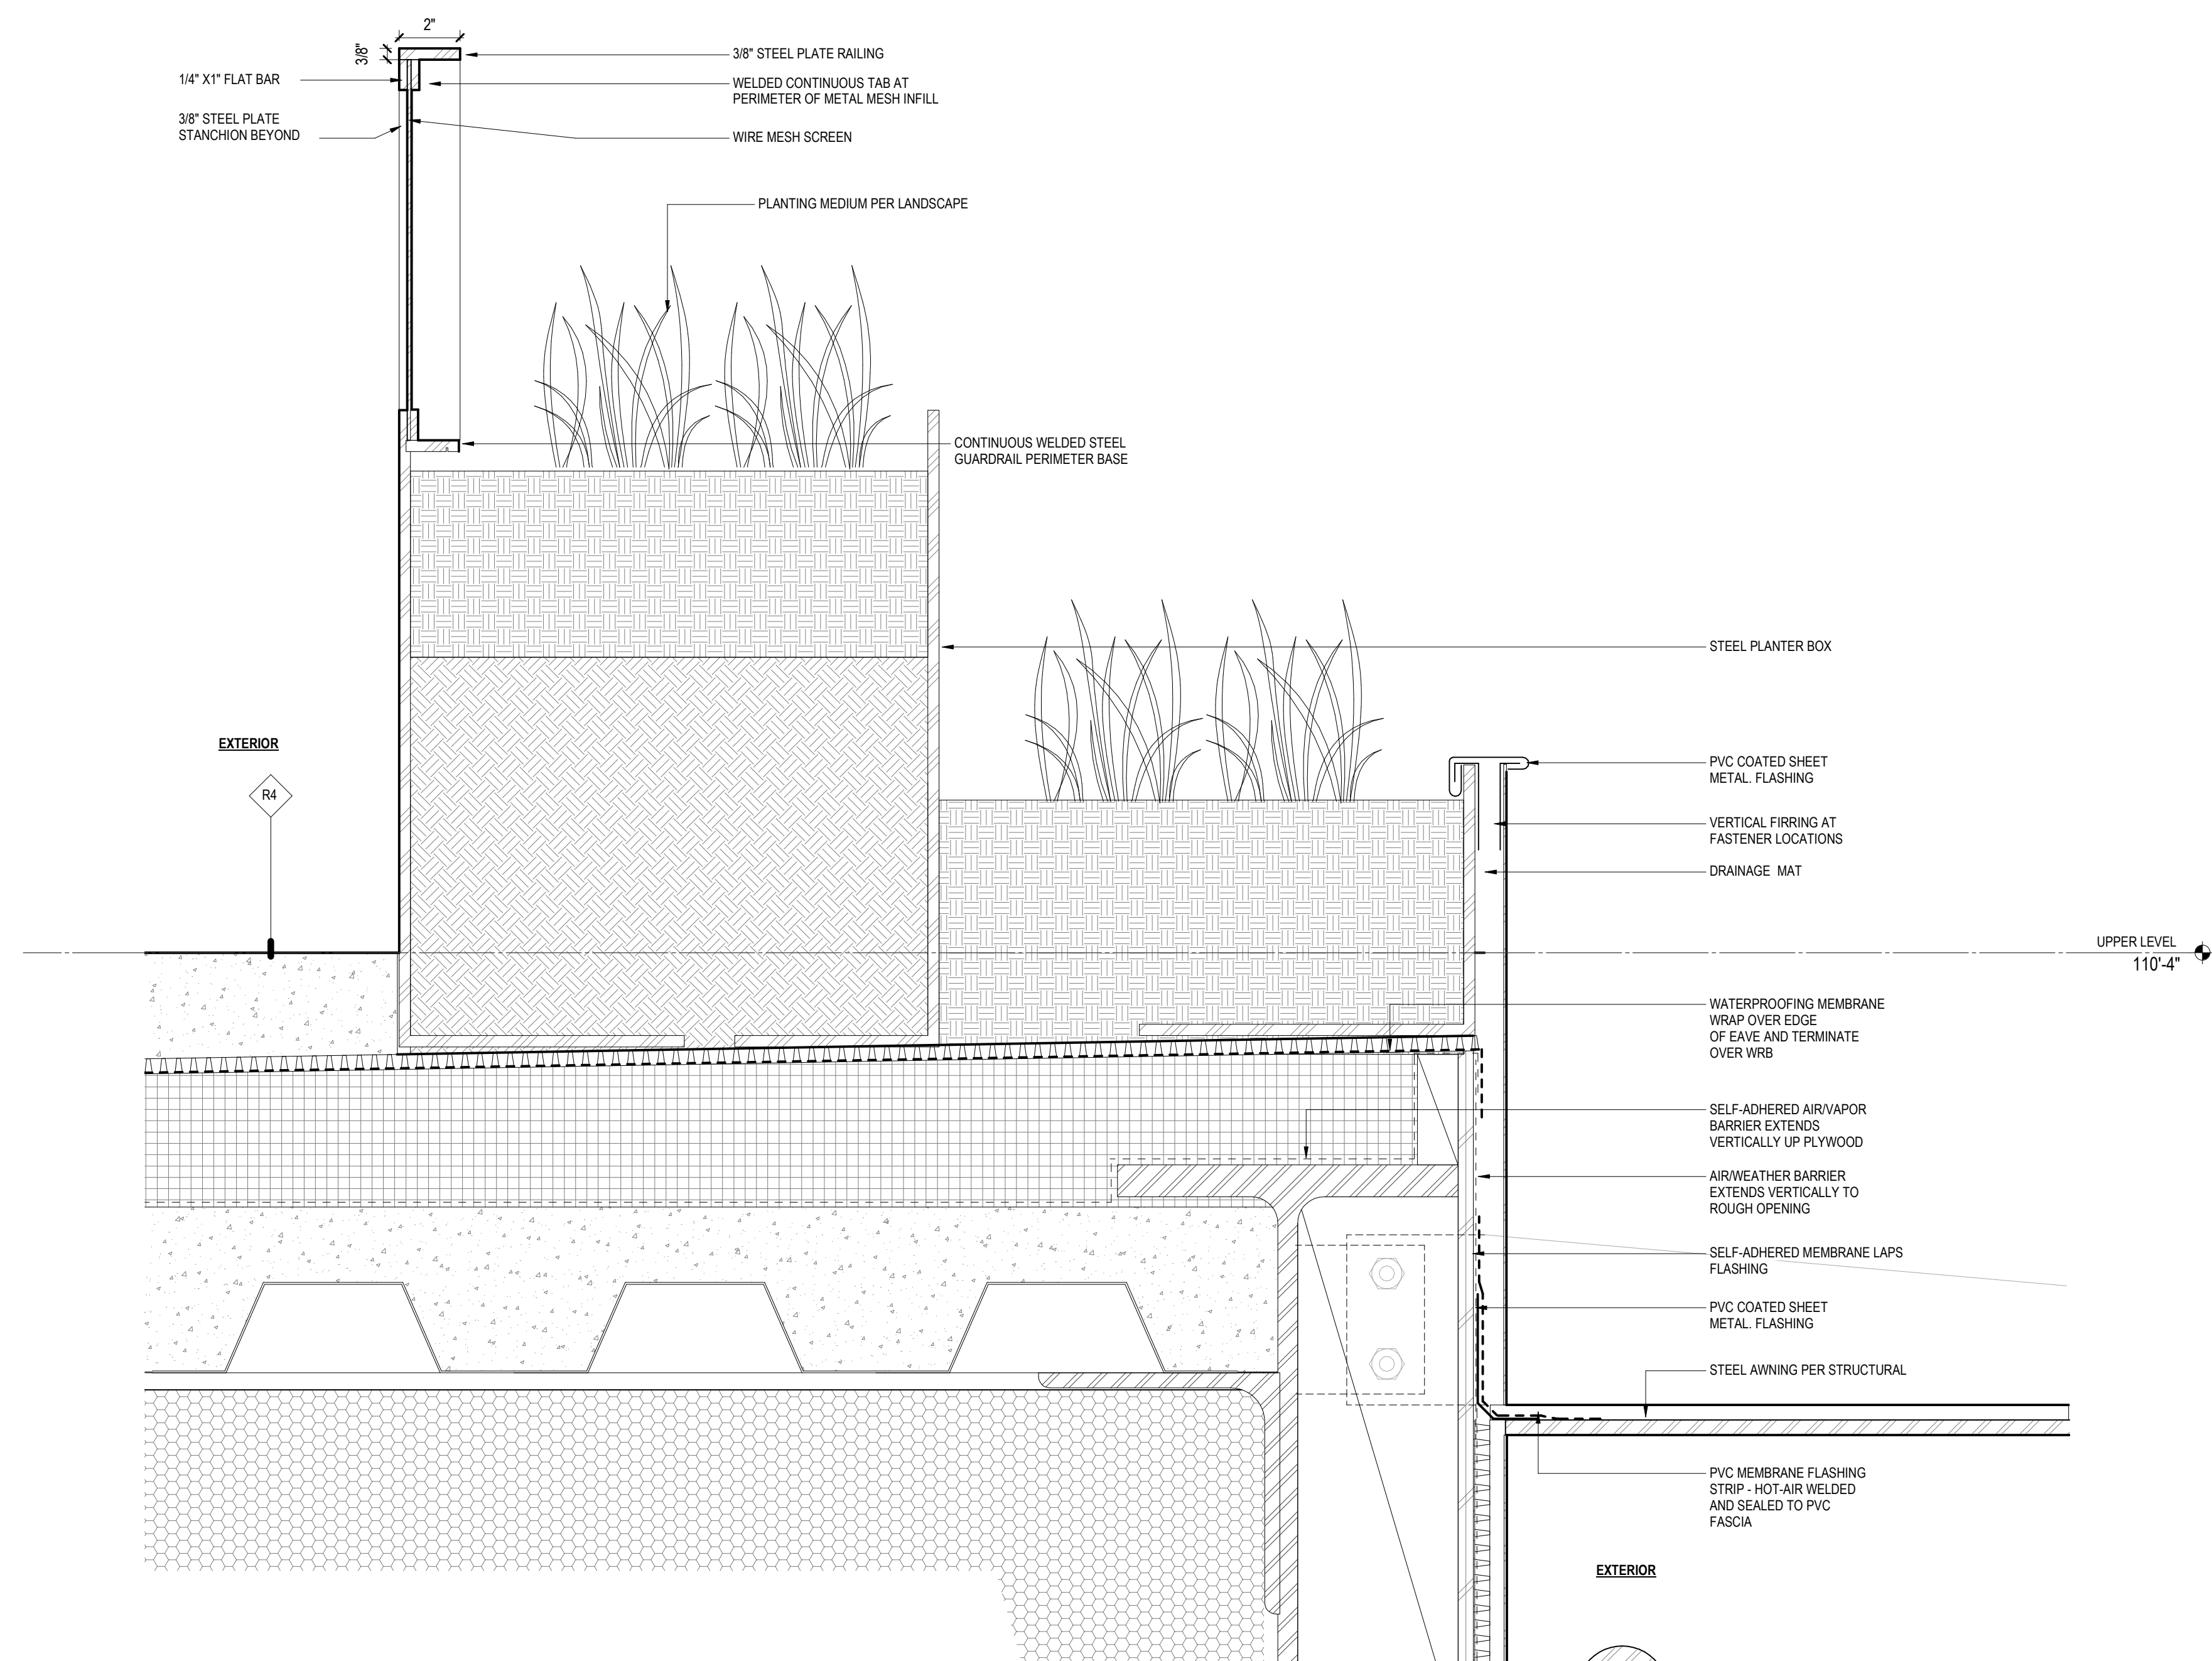 2"
3/8"
3/8" STEEL PLATE RAILING
1/4" X1" FLAT BAR
WELDED CONTINUOUS TAB AT
PERIMETER OF METAL MESH INFILL
3/8" STEEL PLATE
STANCHION BEYOND
WIRE MESH SCREEN
PLANTING MEDIUM PER LANDSCAPE
CONTINUOUS WELDED STEEL
GUARDRAIL PERIMETER BASE
STEEL PLANTER BOX
EXTERIOR
R4
PVC COATED SHEET
METAL. FLASHING
VERTICAL FIRRING AT
FASTENER LOCATIONS
DRAINAGE MAT
UPPER LEVEL
110'-4"
WATERPROOFING MEMBRANE
WRAP OVER EDGE
OF EAVE AND TERMINATE
OVER WRB
SELF-ADHERED AIR/VAPOR
BARRIER EXTENDS
VERTICALLY UP PLYWOOD
AIR/WEATHER BARRIER
EXTENDS VERTICALLY TO
ROUGH OPENING
SELF-ADHERED MEMBRANE LAPS
FLASHING
PVC COATED SHEET
METAL. FLASHING
STEEL AWNING PER STRUCTURAL
PVC MEMBRANE FLASHING
STRIP - HOT-AIR WELDED
AND SEALED TO PVC
FASCIA
EXTERIOR